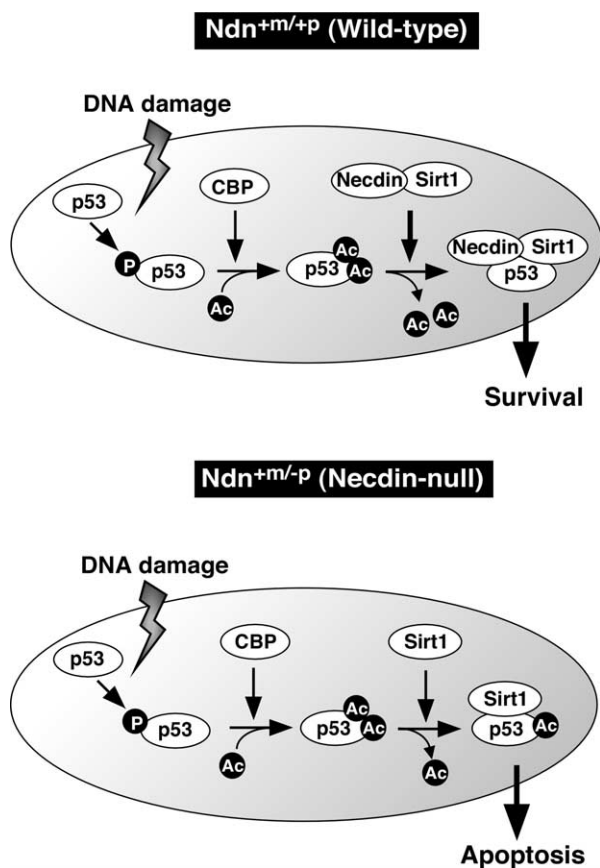 Ndn+m/+p (Wild-type)
DNA damage
p53
CBP
Necdin Sirt1
P p53
Ac
p53 Ac
Ac
Ac Ac
Necdin Sirt1
p53
Survival
Ndn+m/-p (Necdin-null)
DNA damage
p53
CBP
Sirt1
P p53
Ac
p53 Ac
Ac
Ac
Sirt1
p53 Ac
Apoptosis